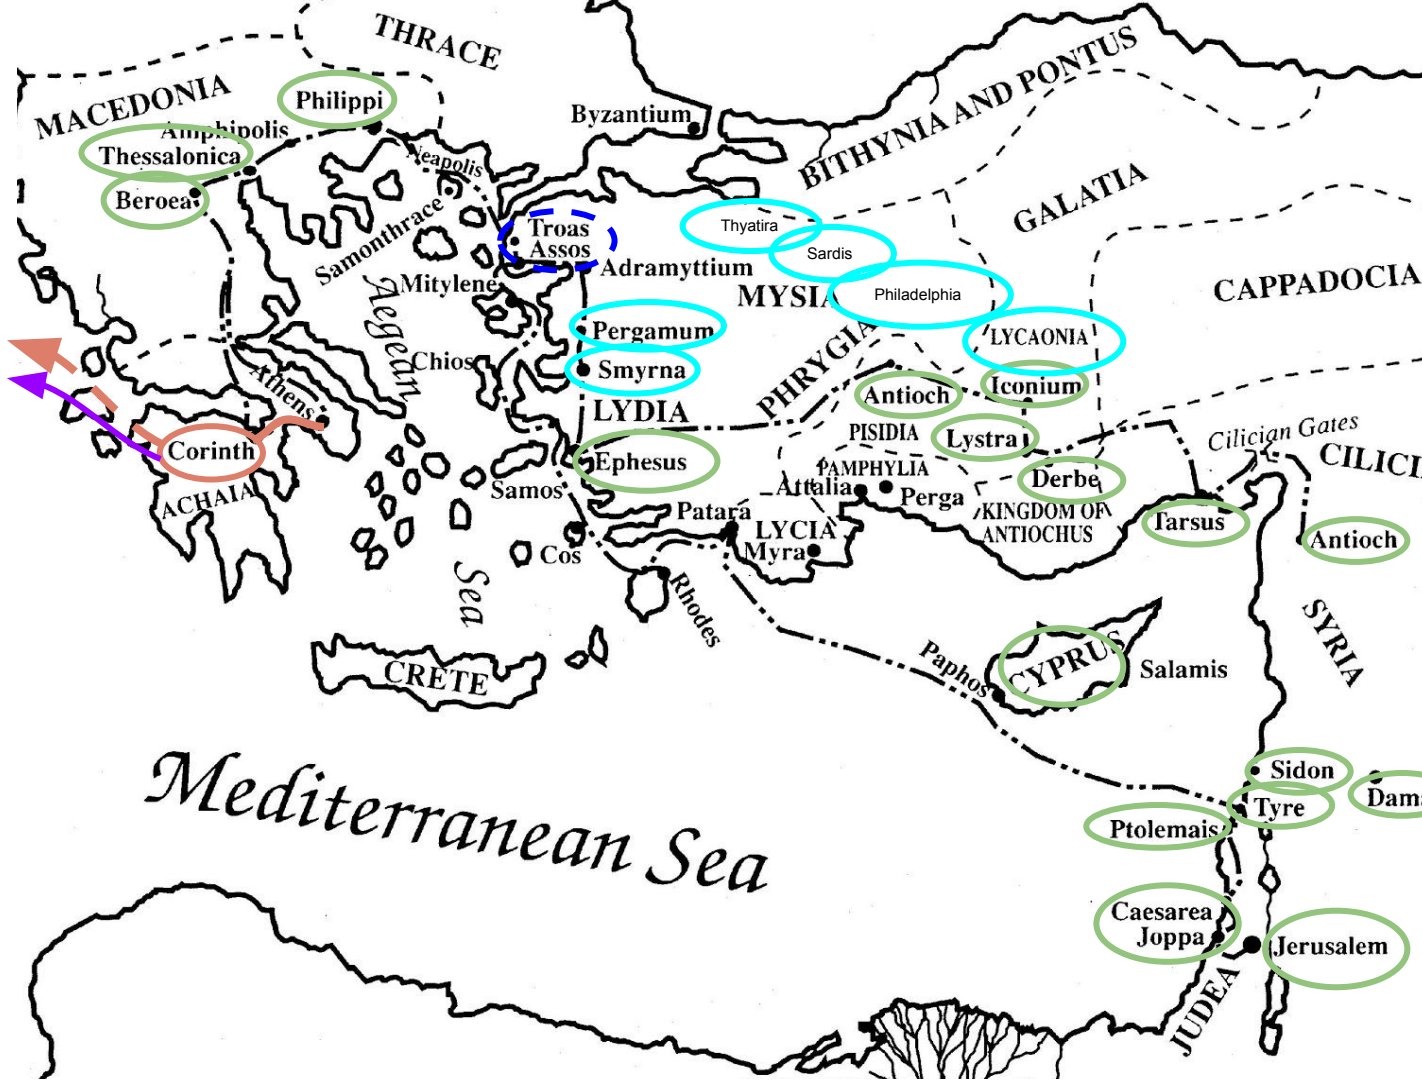 THRACE
MACEDONIA
Philippi
Byzantium
BITHYNIA AND PONTUS
Amphipolis
Thessalonica
Neapolis
Beroea
GALATIA
Samonthrace
Troas
Assos
Thyatira
Sardis
Adramyttium
Mitylene
MYSIA
Philadelphia
CAPPADOCIA
Aegean
Sea
Pergamum
LYCAONIA
Chios
Smyrna
PHRYGIA
Athens
Antioch
Iconium
LYDIA
Corinth
PISIDIA
Lystra
Cilician Gates
Ephesus
CILICI
ACHAIA
Samos
PAMPHYLIA
Attalia
Perga
Derbe
Patara
LYCIA
Myra
KINGDOM OF
ANTIOCHUS
Tarsus
Antioch
Cos
Rhodes
SYRIA
CRETE
Paphos
CYPRUS
Salamis
Mediterranean Sea
Sidon
Tyre
Dam
Ptolemais
Caesarea
Joppa
Jerusalem
JUDEA